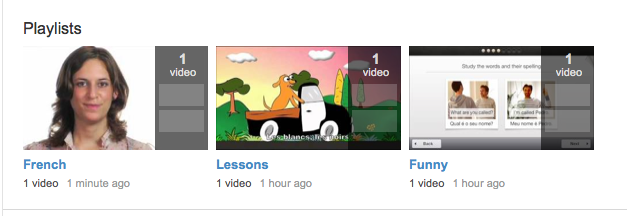 Playlists
1
video
1
video
1
video
Study the words and their spelling
What are you called?
I'm called Pedro
Qual é o seu nome?
Meu nome é Pedro
Back
Next
French
Lessons
Funny
1 video 1 minute ago
1 video 1 hour ago
1 video 1 hour ago